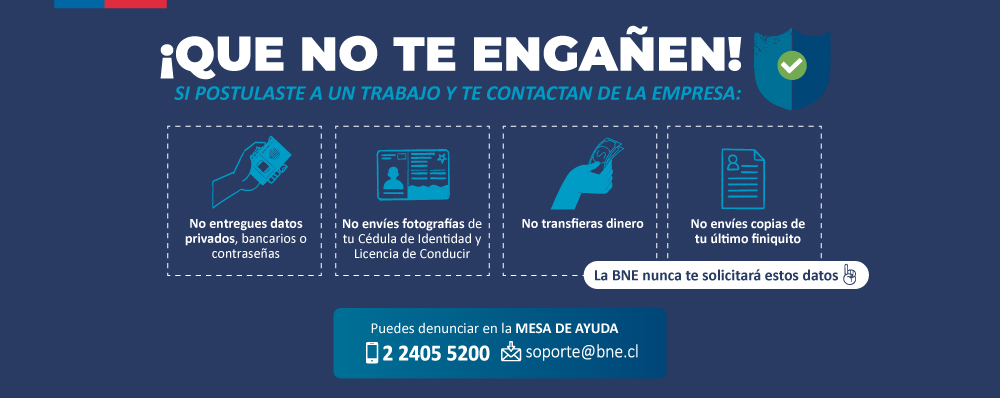 ¡QUE NO TE ENGAÑEN!
SI POSTULASTE A UN TRABAJO Y TE CONTACTAN DE LA EMPRESA:
No entregues datos
privados, bancarios o
contraseñas
No envíes fotografías de
tu Cédula de Identidad y
Licencia de Conducir
No transfieras dinero
No envíes copias de
tu último finiquito
La BNE nunca te solicitará estos datos
Puedes denunciar en la MESA DE AYUDA
2 2405 5200 soporte@bne.cl